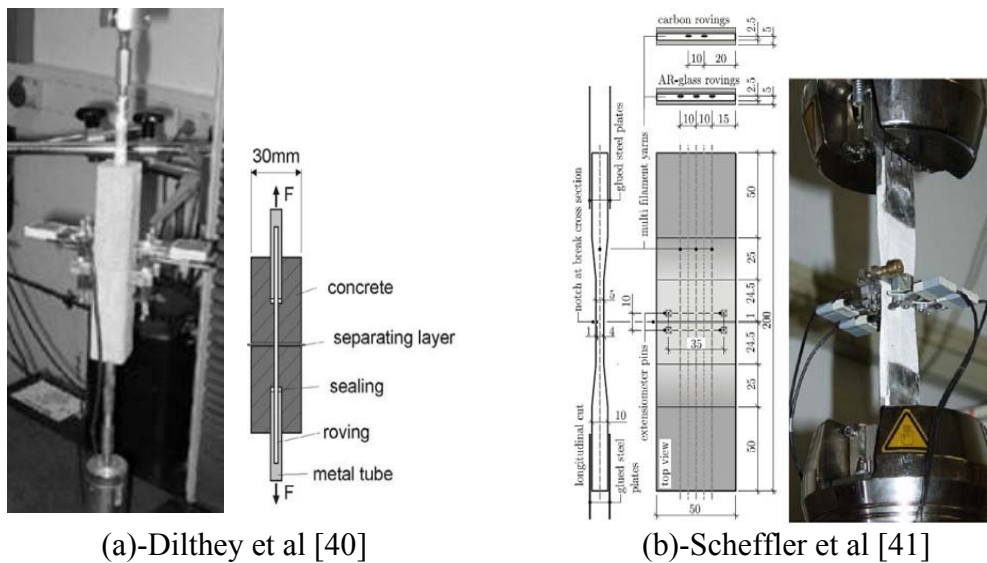 30mm
F
concrete
separating layer
sealing
roving
metal tube
F
carbon rovings
2.5
5
10 20
AR-glass rovings
2.5
5
10 10 15
glued steel plates
multi filament yarns
notch at break cross section
extensiometer pins
longitudinal cut
glued steel
plates
top view
10
35
1
4
10
50
25
24.5
1
24.5
25
50
200
50
(a)-Dilthey et al [40]
(b)-Scheffler et al [41]